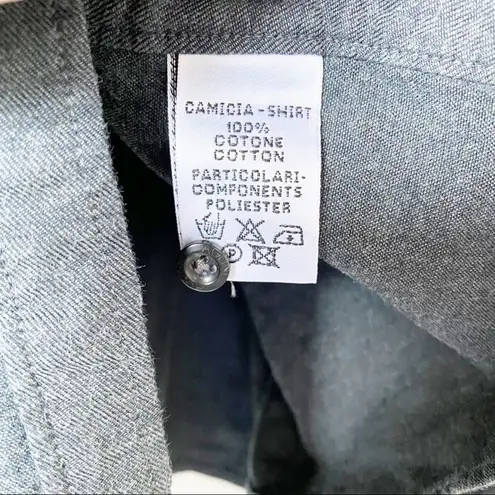 CAMICIA - SHIRT
100%
COTONE
COTTON
PARTICOLARI-
COMPONENTS
POLIESTER
P